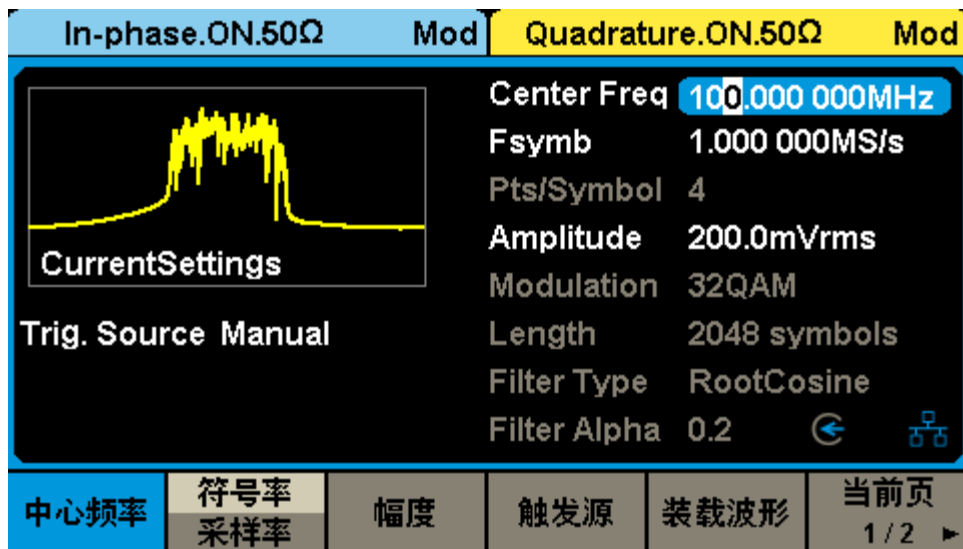 In-phase.ON.50Ω Mod
Quadrature.ON.50Ω Mod
CurrentSettings
Trig. Source Manual
Center Freq 100.000 000MHz
Fsymb 1.000 000MS/s
Pts/Symbol 4
Amplitude 200.0mVrms
Modulation 32QAM
Length 2048 symbols
Filter Type RootCosine
Filter Alpha 0.2
中心频率
符号率
采样率
幅度
触发源
装载波形
当前页
1/2 ►